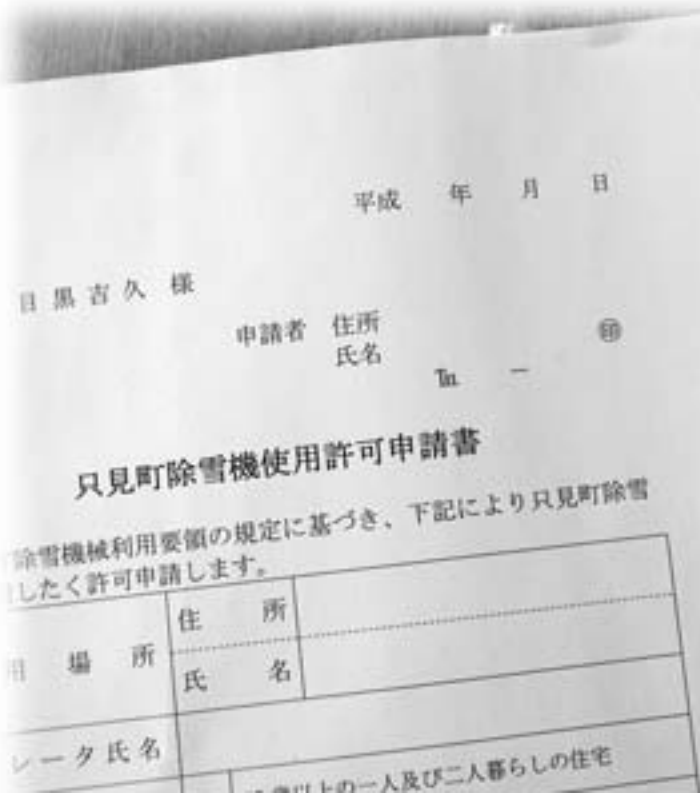 平成 年 月 日
目黒吉久 様
申請者 住所
氏名 ㊞
℡ −
只見町除雪機使用許可申請書
除雪機械利用要領の規定に基づき、下記により只見町除雪
したく許可申請します。
住 所
用 場 所
氏 名
レータ氏名
歳以上の一人及び二人暮らしの住宅